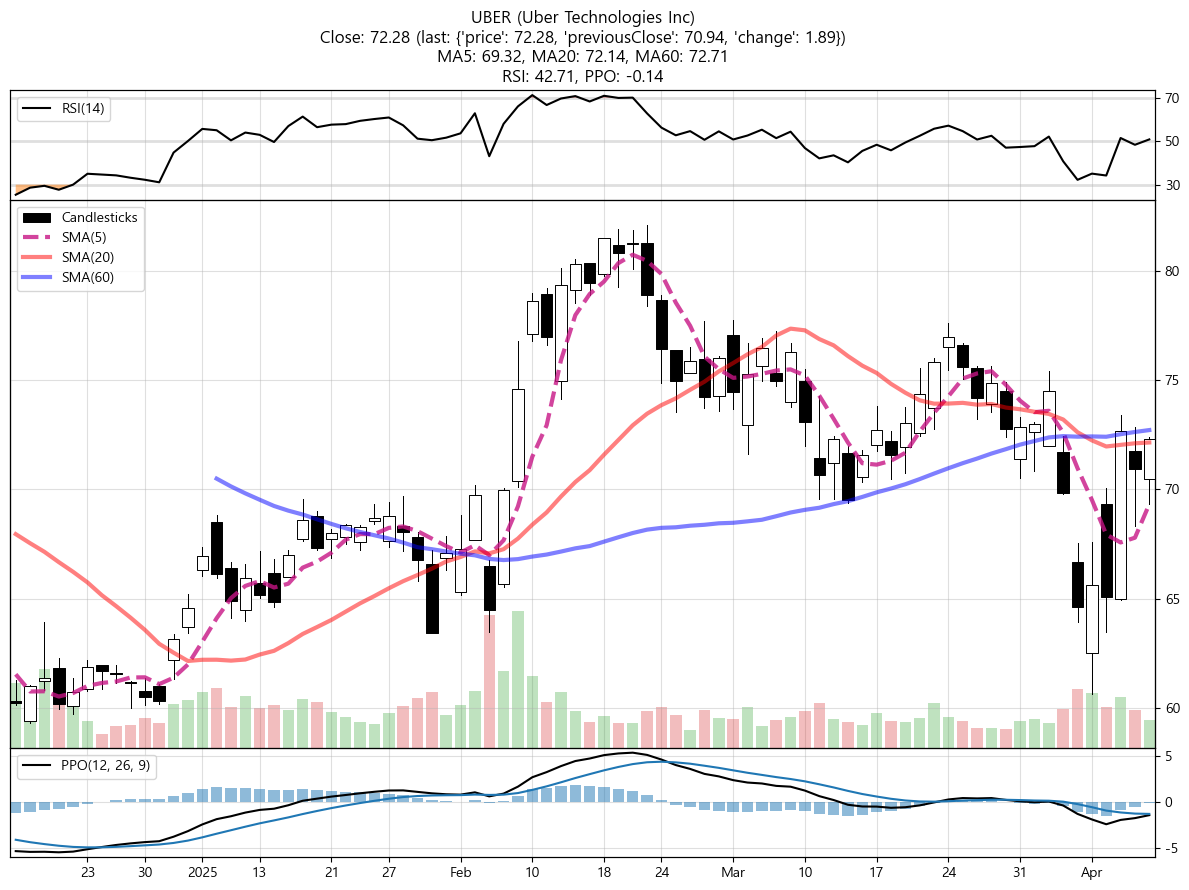 UBER (Uber Technologies Inc)
Close: 72.28 (last: {'price': 72.28, 'previousClose': 70.94, 'change': 1.89})
MA5: 69.32, MA20: 72.14, MA60: 72.71
RSI: 42.71, PPO: -0.14
RSI(14)
70
50
30
Candlesticks
SMA(5)
SMA(20)
SMA(60)
80
75
70
65
60
PPO(12, 26, 9)
5
0
-5
23 30 2025 13 21 27 Feb 10 18 24 Mar 10 17 24 31 Apr